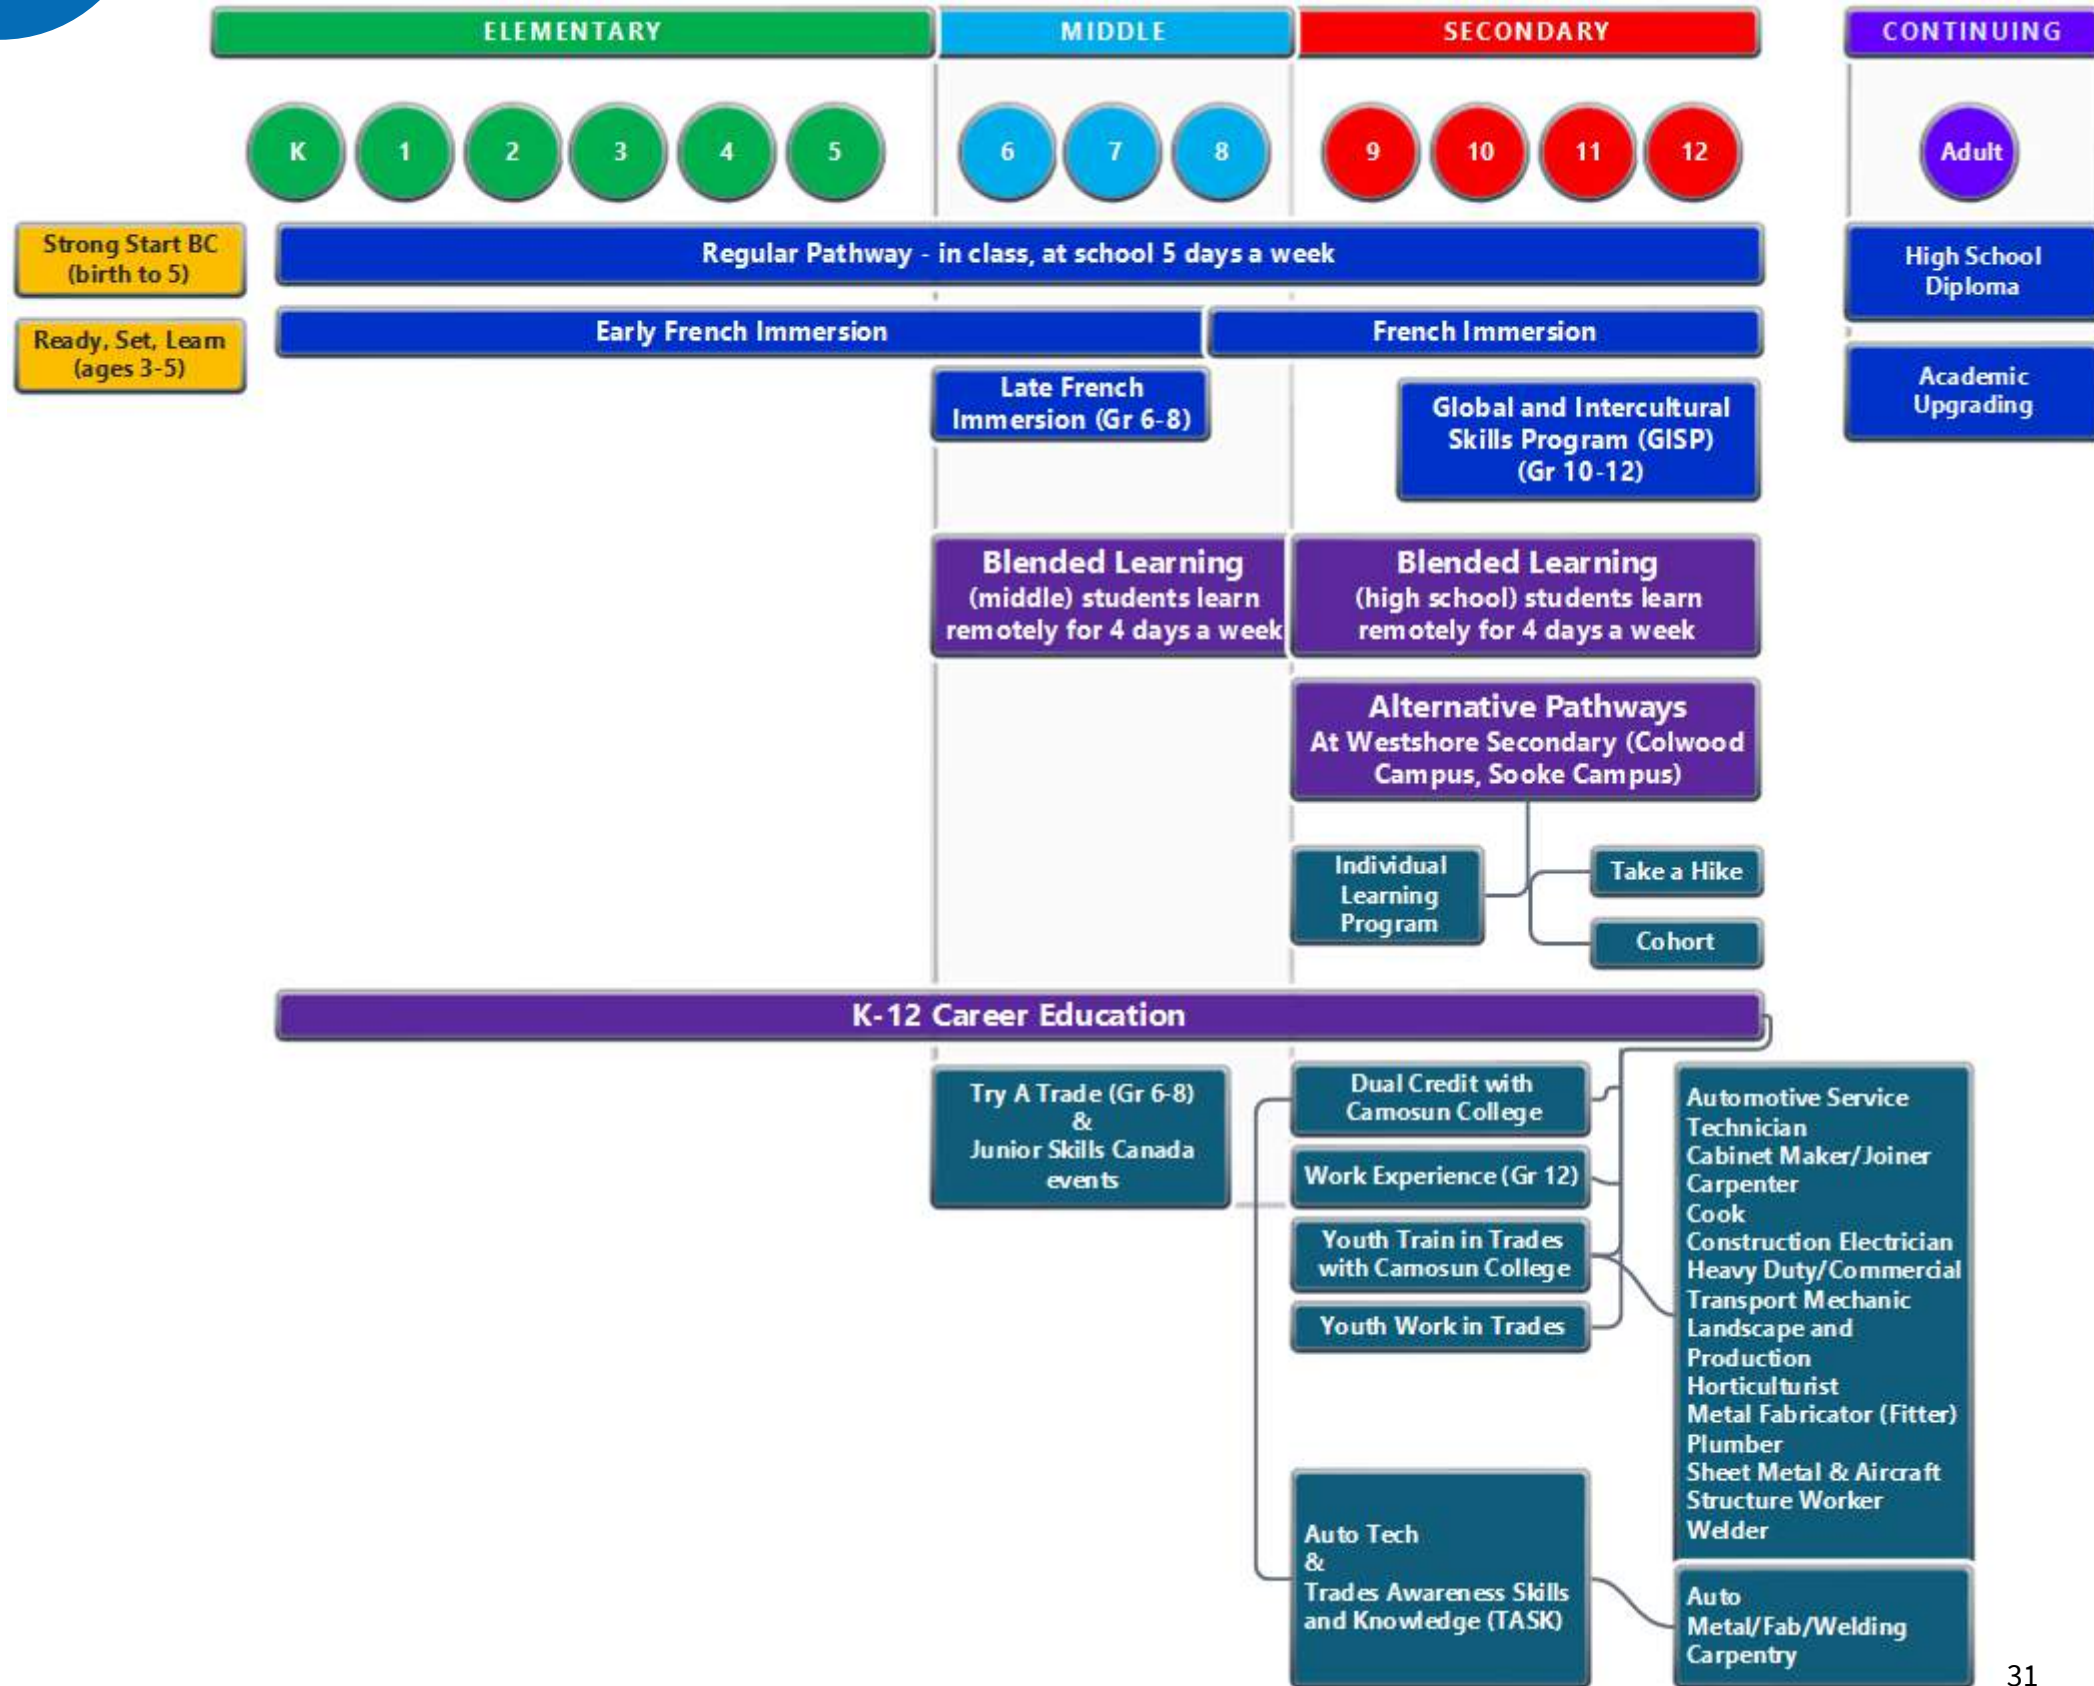 ELEMENTARY
MIDDLE
SECONDARY
CONTINUING
K
1
2
3
4
5
6
7
8
9
10
11
12
Adult
Strong Start BC
(birth to 5)
Regular Pathway - in class, at school 5 days a week
High School
Diploma
Ready, Set, Learn
(ages 3-5)
Early French Immersion
French Immersion
Late French
Immersion (Gr 6-8)
Global and Intercultural
Skills Program (GISP)
(Gr 10-12)
Academic
Upgrading
Blended Learning
(middle) students learn
remotely for 4 days a week
Blended Learning
(high school) students learn
remotely for 4 days a week
Alternative Pathways
At Westshore Secondary (Colwood
Campus, Sooke Campus)
Individual
Learning
Program
Take a Hike
Cohort
K-12 Career Education
Try A Trade (Gr 6-8)
&
Junior Skills Canada
events
Dual Credit with
Camosun College
Work Experience (Gr 12)
Youth Train in Trades
with Camosun College
Youth Work in Trades
Automotive Service
Technician
Cabinet Maker/Joiner
Carpenter
Cook
Construction Electrician
Heavy Duty/Commercial
Transport Mechanic
Landscape and
Production
Horticulturist
Metal Fabricator (Fitter)
Plumber
Sheet Metal & Aircraft
Structure Worker
Welder
Auto Tech
&
Trades Awareness Skills
and Knowledge (TASK)
Auto
Metal/Fab/Welding
Carpentry
31